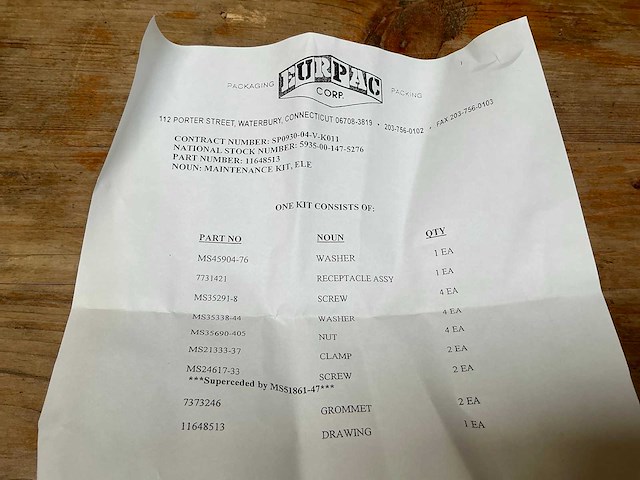 PACKAGING EURPAC CORP. PACKING
112 PORTER STREET, WATERBURY, CONNECTICUT 06708-3819 • 203-756-0102 • FAX 203-756-0103
CONTRACT NUMBER: SP0930-04-V-K011
NATIONAL STOCK NUMBER: 5935-00-147-5276
PART NUMBER: 11648513
NOUN: MAINTENANCE KIT, ELE
ONE KIT CONSISTS OF:
PART NO NOUN QTY
MS45904-76 WASHER 1 EA
7731421 RECEPTACLE ASSY 1 EA
MS35291-8 SCREW 4 EA
MS35338-44 WASHER 4 EA
MS35690-405 NUT 4 EA
MS21333-37 CLAMP 2 EA
MS24617-33 SCREW 2 EA
***Superceded by MS51861-47***
7373246 GROMMET 2 EA
11648513 DRAWING 1 EA